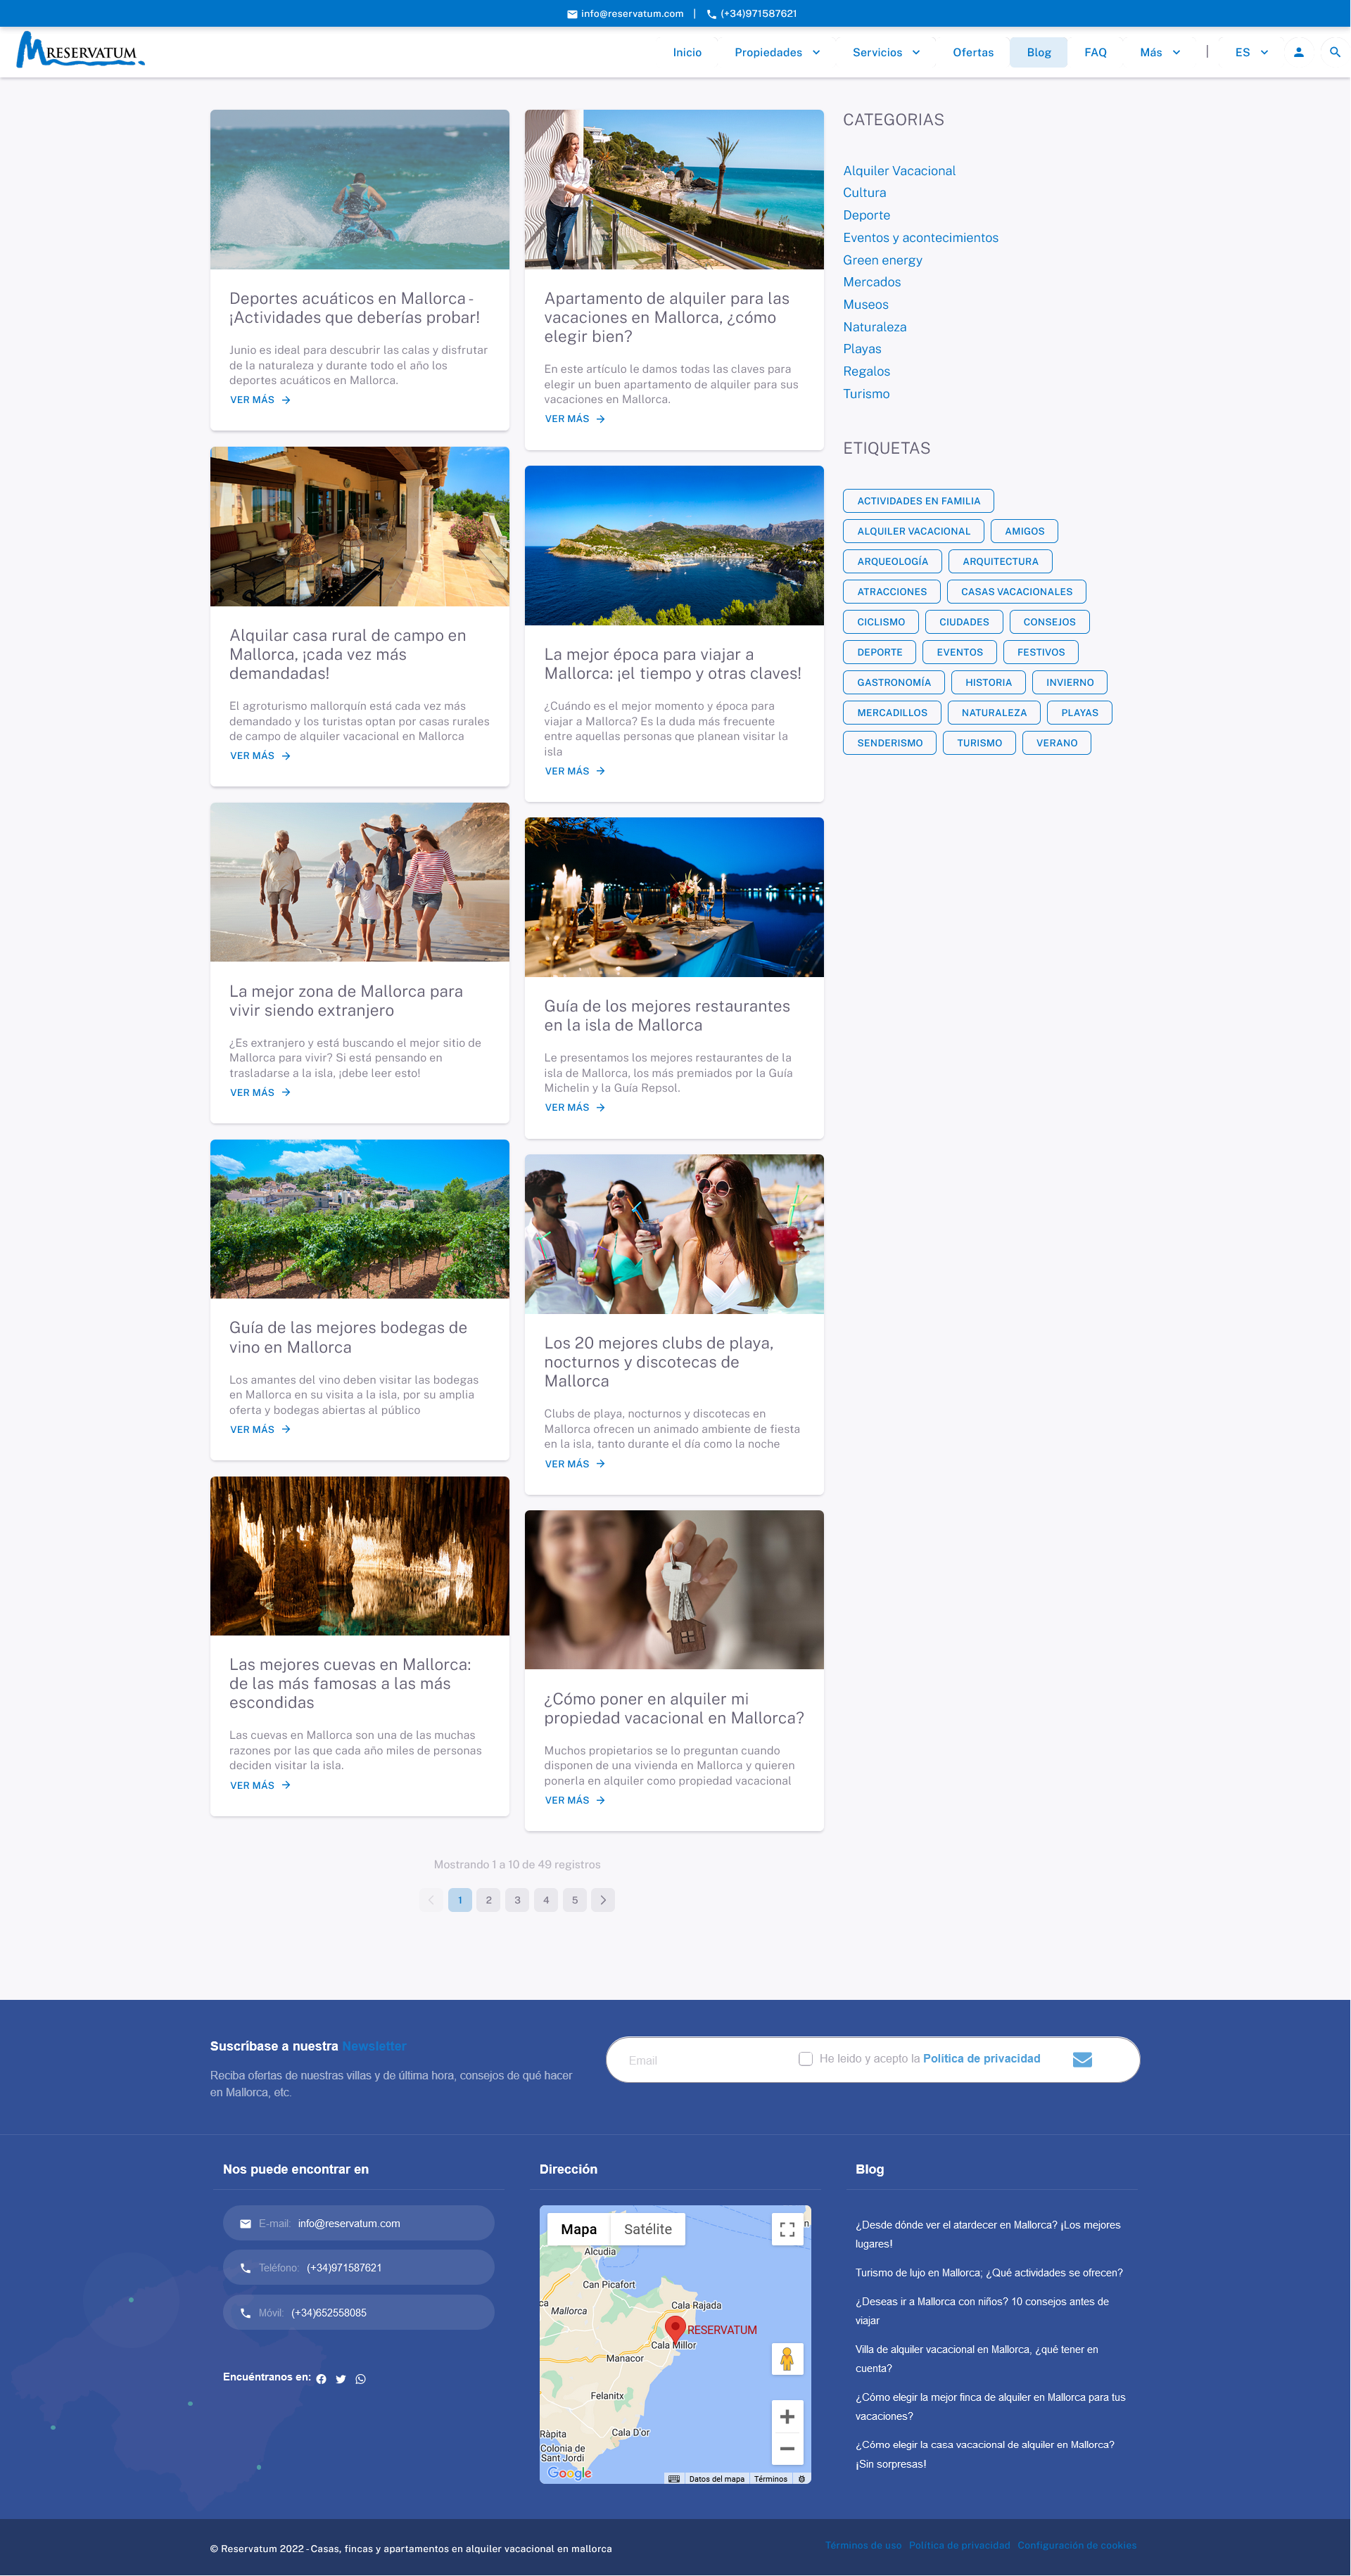 info@reservatum.com | (+34)971587621
RESERVATUM
Inicio Propiedades Servicios Ofertas Blog FAQ Más | ES
Deportes acuáticos en Mallorca -
¡Actividades que deberías probar!
Junio es ideal para descubrir las calas y disfrutar
de la naturaleza y durante todo el año los
deportes acuáticos en Mallorca.
VER MÁS
Alquilar casa rural de campo en
Mallorca, ¡cada vez más
demandadas!
El agroturismo mallorquín está cada vez más
demandado y los turistas optan por casas rurales
de campo de alquiler vacacional en Mallorca
VER MÁS
La mejor zona de Mallorca para
vivir siendo extranjero
¿Es extranjero y está buscando el mejor sitio de
Mallorca para vivir? Si está pensando en
trasladarse a la isla, ¡debe leer esto!
VER MÁS
Guía de las mejores bodegas de
vino en Mallorca
Los amantes del vino deben visitar las bodegas
en Mallorca en su visita a la isla, por su amplia
oferta y bodegas abiertas al público
VER MÁS
Las mejores cuevas en Mallorca:
de las más famosas a las más
escondidas
Las cuevas en Mallorca son una de las muchas
razones por las que cada año miles de personas
deciden visitar la isla.
VER MÁS
Apartamento de alquiler para las
vacaciones en Mallorca, ¿cómo
elegir bien?
En este artículo le damos todas las claves para
elegir un buen apartamento de alquiler para sus
vacaciones en Mallorca.
VER MÁS
La mejor época para viajar a
Mallorca: ¡el tiempo y otras claves!
¿Cuándo es el mejor momento y época para
viajar a Mallorca? Es la duda más frecuente
entre aquellas personas que planean visitar la
isla
VER MÁS
Guía de los mejores restaurantes
en la isla de Mallorca
Le presentamos los mejores restaurantes de la
isla de Mallorca, los más premiados por la Guía
Michelin y la Guía Repsol.
VER MÁS
Los 20 mejores clubs de playa,
nocturnos y discotecas de
Mallorca
Clubs de playa, nocturnos y discotecas en
Mallorca ofrecen un animado ambiente de fiesta
en la isla, tanto durante el día como la noche
VER MÁS
¿Cómo poner en alquiler mi
propiedad vacacional en Mallorca?
Muchos propietarios se lo preguntan cuando
disponen de una vivienda en Mallorca y quieren
ponerla en alquiler como propiedad vacacional
VER MÁS
CATEGORIAS
Alquiler Vacacional
Cultura
Deporte
Eventos y acontecimientos
Green energy
Mercados
Museos
Naturaleza
Playas
Regalos
Turismo
ETIQUETAS
ACTIVIDADES EN FAMILIA
ALQUILER VACACIONAL AMIGOS
ARQUEOLOGÍA ARQUITECTURA
ATRACCIONES CASAS VACACIONALES
CICLISMO CIUDADES CONSEJOS
DEPORTE EVENTOS FESTIVOS
GASTRONOMÍA HISTORIA INVIERNO
MERCADILLOS NATURALEZA PLAYAS
SENDERISMO TURISMO VERANO
Mostrando 1 a 10 de 49 registros
1 2 3 4 5
Suscríbase a nuestra Newsletter
Reciba ofertas de nuestras villas y de última hora, consejos de qué hacer
en Mallorca, etc.
Email He leido y acepto la Política de privacidad
Nos puede encontrar en
E-mail: info@reservatum.com
Teléfono: (+34)971587621
Móvil: (+34)652558085
Encuéntranos en:
Dirección
Mapa Satélite
Alcudia
Can Picafort
ca
Mallorca
Cala Rajada
RESERVATUM
Cala Millor
Manacor
Felanitx
Cala D'or
Ràpita
Colònia de
Sant Jordi
Google
Datos del mapa Términos
Blog
¿Desde dónde ver el atardecer en Mallorca? ¡Los mejores
lugares!
Turismo de lujo en Mallorca; ¿Qué actividades se ofrecen?
¿Deseas ir a Mallorca con niños? 10 consejos antes de
viajar
Villa de alquiler vacacional en Mallorca, ¿qué tener en
cuenta?
¿Cómo elegir la mejor finca de alquiler en Mallorca para tus
vacaciones?
¿Cómo elegir la casa vacacional de alquiler en Mallorca?
¡Sin sorpresas!
© Reservatum 2022 - Casas, fincas y apartamentos en alquiler vacacional en mallorca
Términos de uso Política de privacidad Configuración de cookies